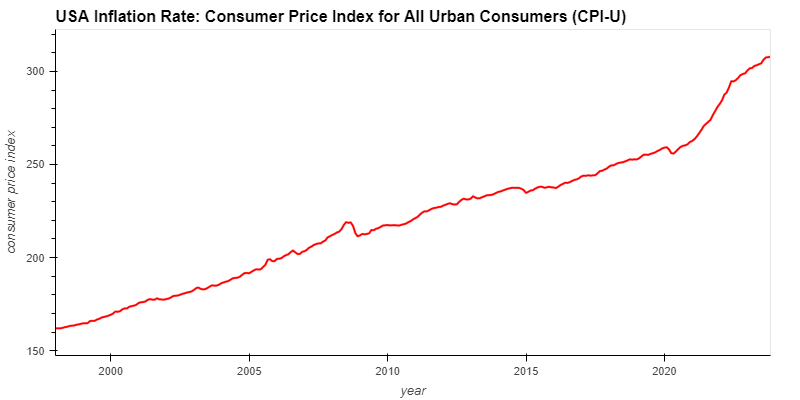 USA Inflation Rate: Consumer Price Index for All Urban Consumers (CPI-U)
300
250
200
150
consumer price index
2000 2005 2010 2015 2020
year